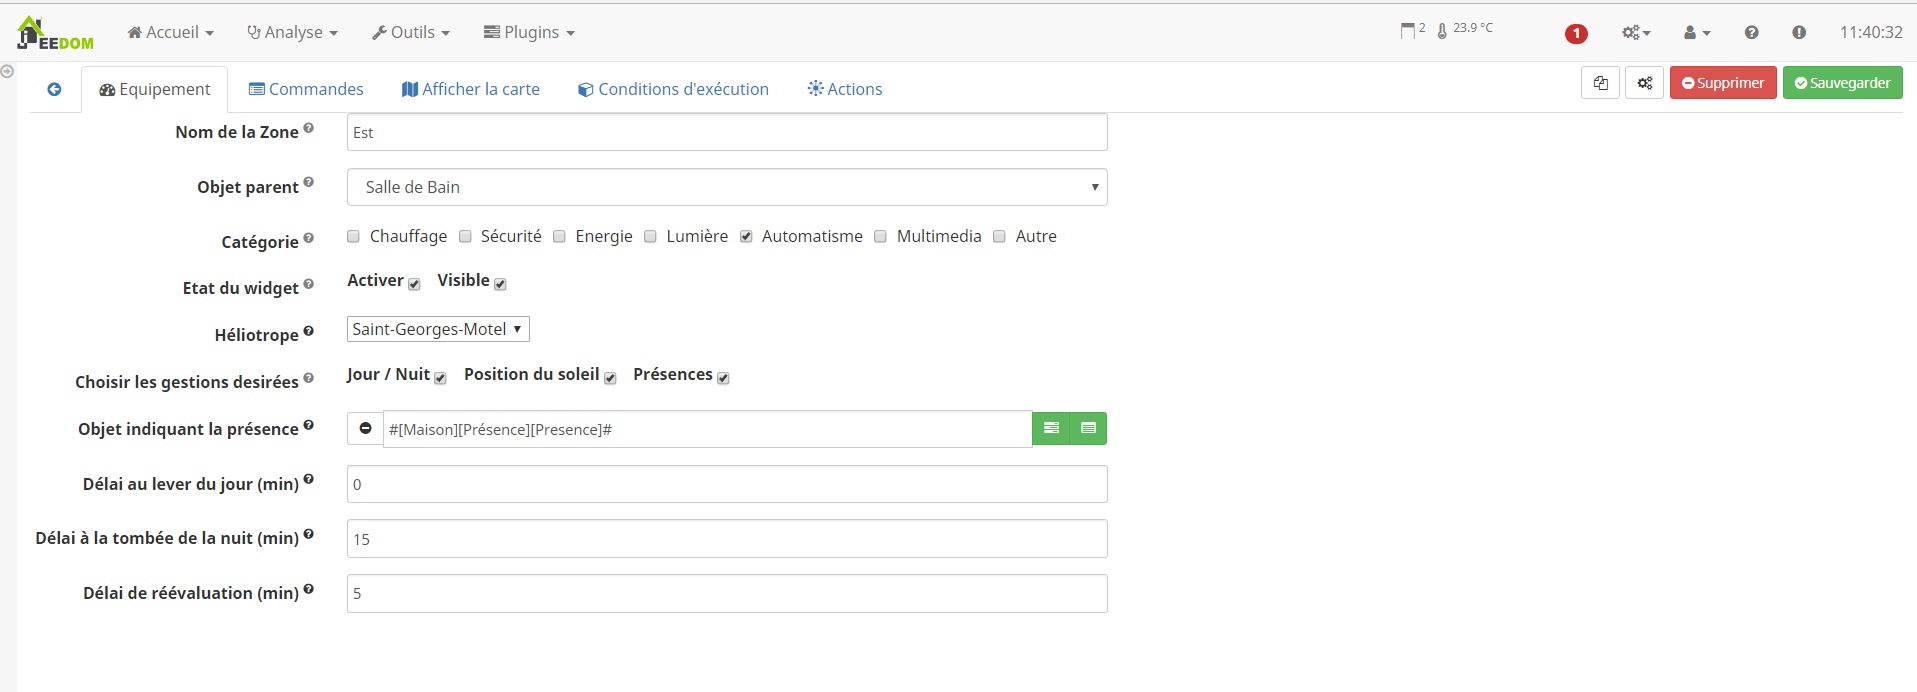 JEEDOM Accueil Analyse Outils Plugins 2 23.9 °C 1 11:40:32
Equipement Commandes Afficher la carte Conditions d'exécution Actions Supprimer Sauvegarder
Nom de la Zone Est
Objet parent Salle de Bain
Catégorie Chauffage Sécurité Energie Lumière Automatisme Multimedia Autre
Etat du widget Activer Visible
Héliotrope Saint-Georges-Motel
Choisir les gestions desirées Jour / Nuit Position du soleil Présences
Objet indiquant la présence #[Maison][Présence][Presence]#
Délai au lever du jour (min) 0
Délai à la tombée de la nuit (min) 15
Délai de réévaluation (min) 5